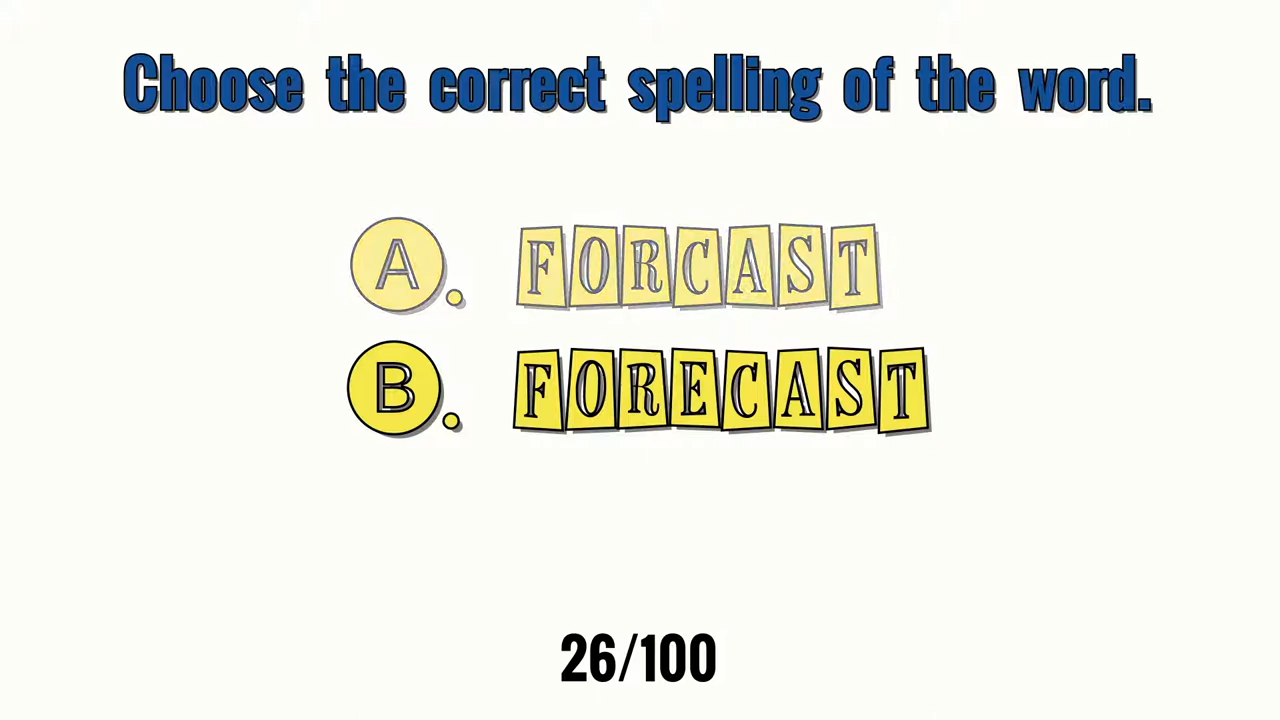 Choose the correct spelling of the word.
A. FORCAST
B. FORECAST
26/100